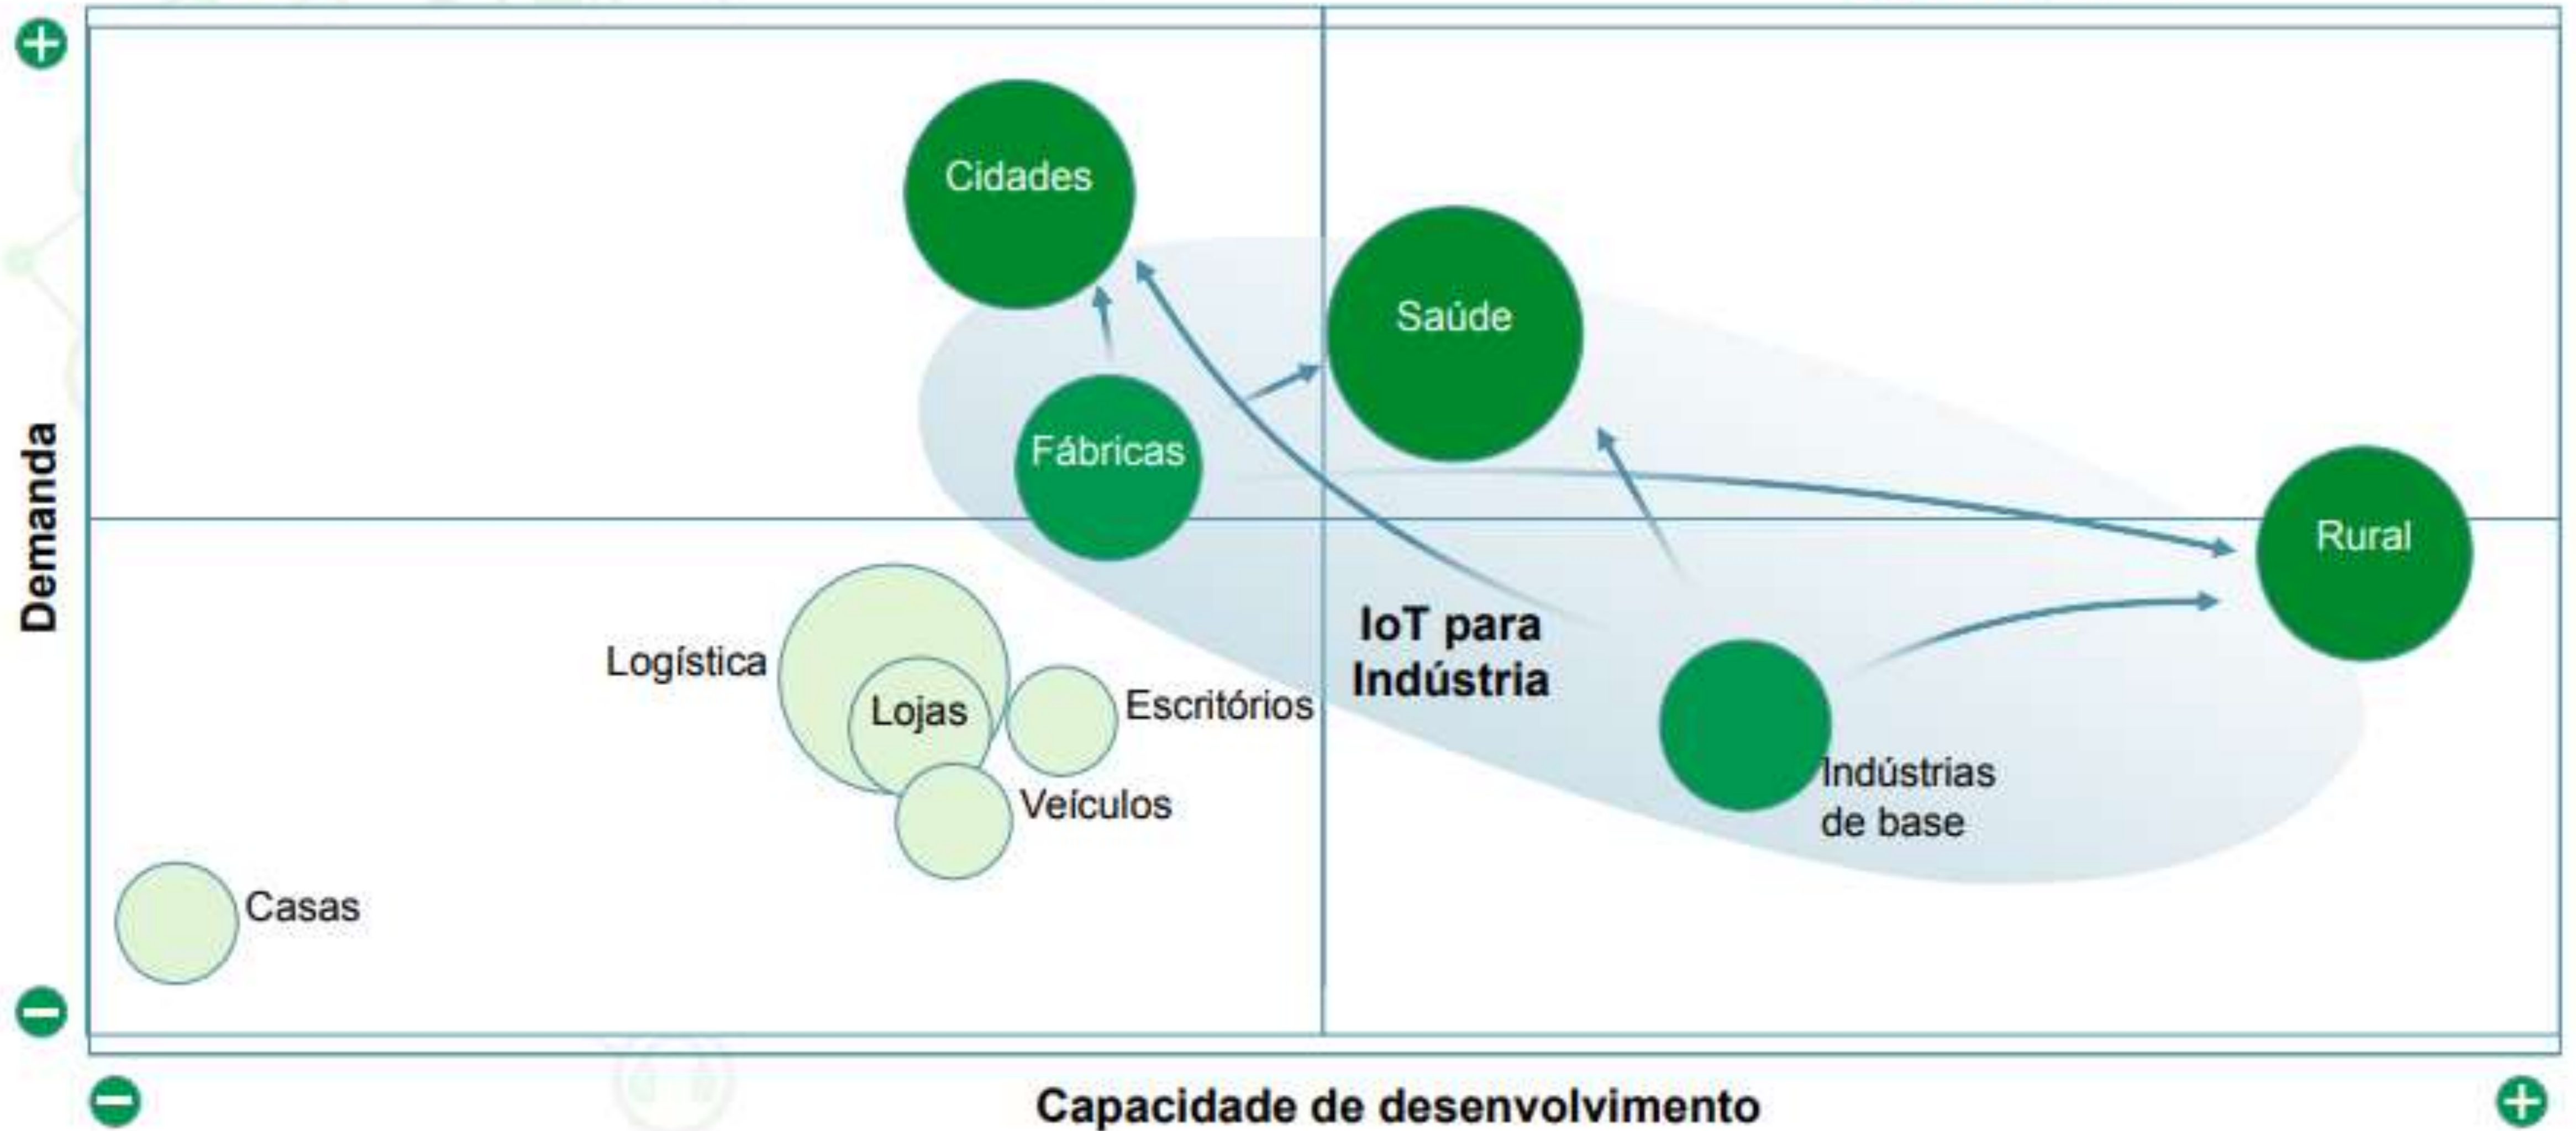 Demanda
Cidades
Saúde
Fábricas
Rural
IoT para
Indústria
Logística
Lojas
Escritórios
Indústrias
de base
Veículos
Casas
Capacidade de desenvolvimento